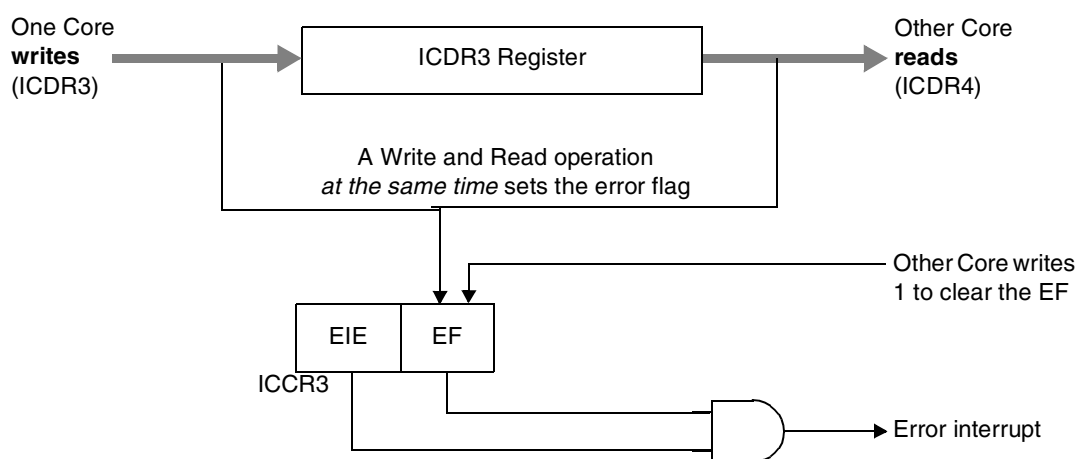 One Core
writes
(ICDR3)
ICDR3 Register
Other Core
reads
(ICDR4)
A Write and Read operation
at the same time sets the error flag
Other Core writes
1 to clear the EF
EIE
EF
ICCR3
Error interrupt